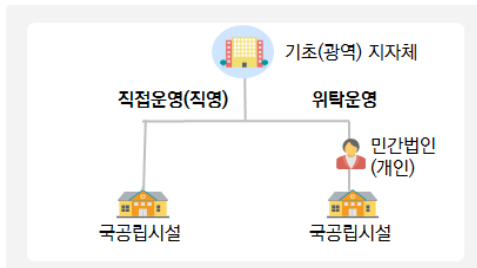 기초(광역) 지자체
직접운영(직영)
위탁운영
민간법인
(개인)
국공립시설
국공립시설